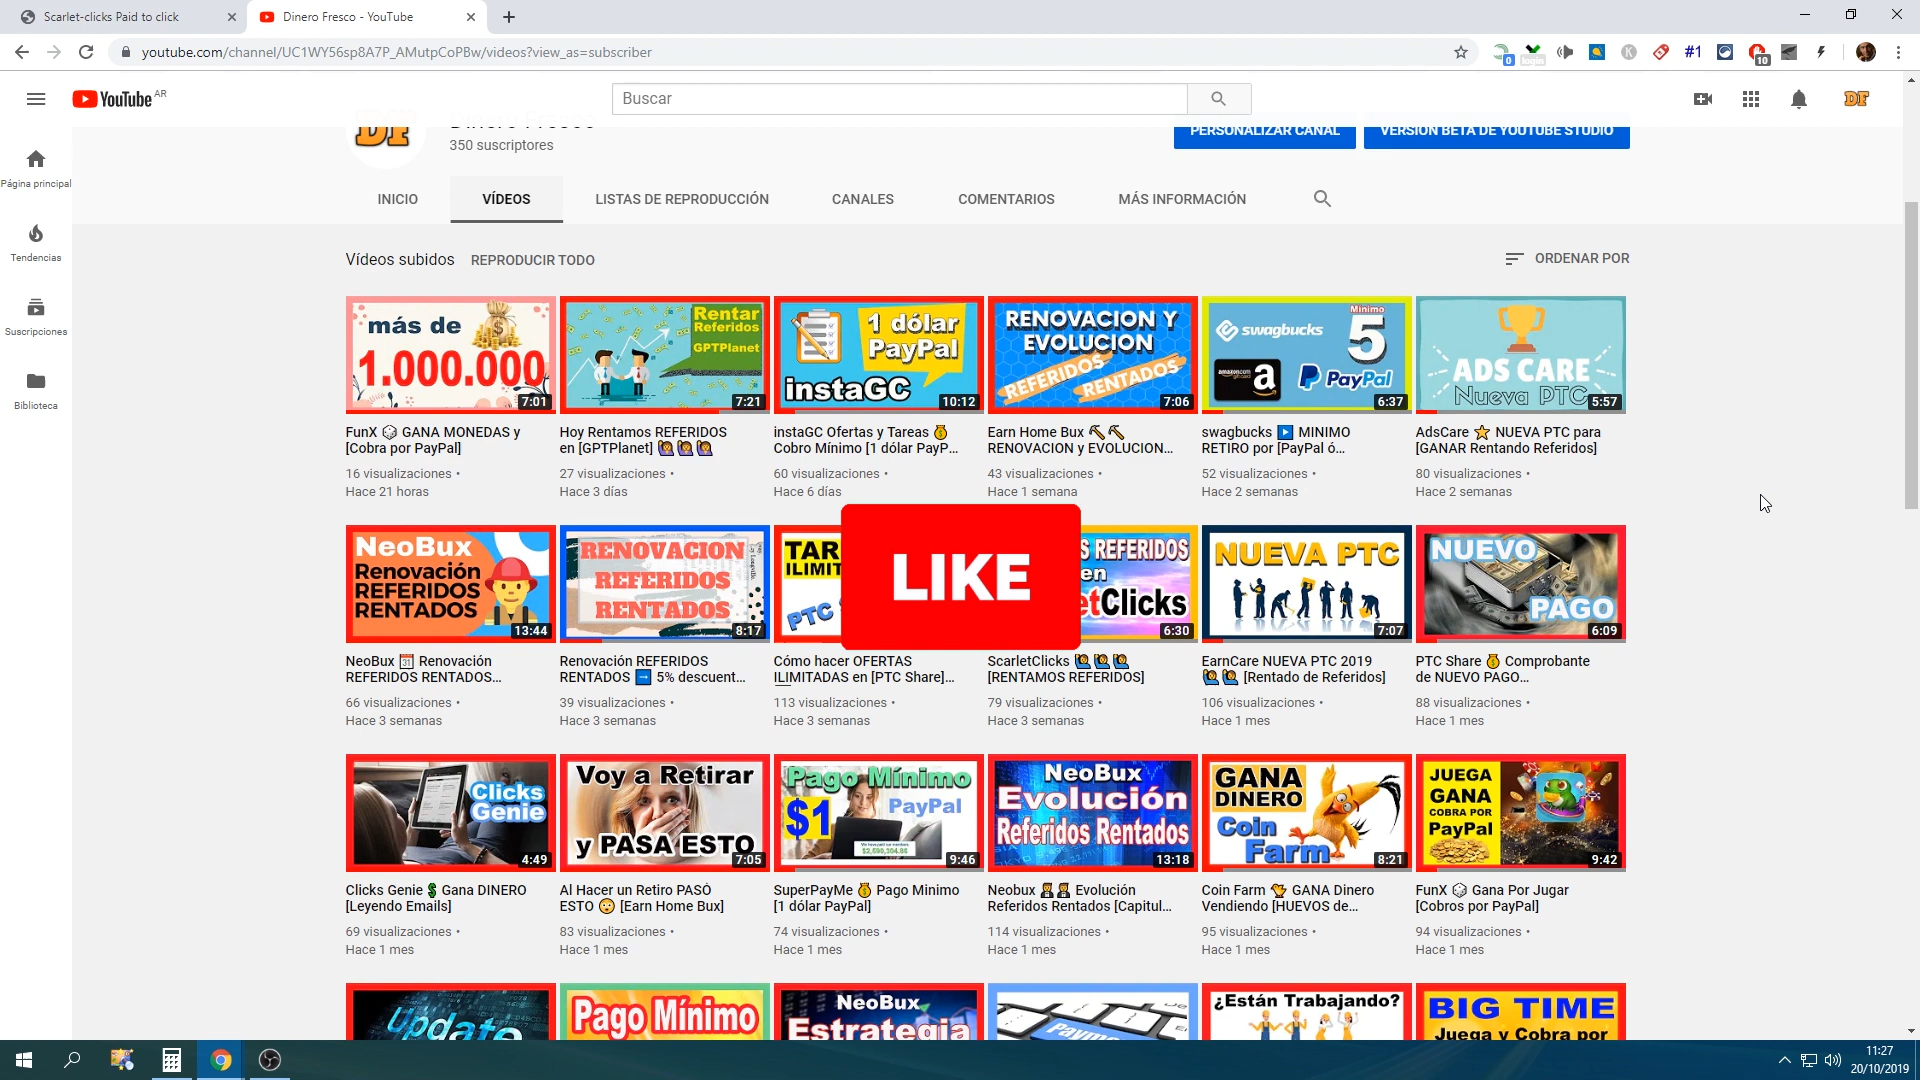 Scarlet-clicks Paid to click
Dinero Fresco - YouTube
youtube.com/channel/UC1WY56sp8A7P_AMutpCoPBw/videos?view_as=subscriber
0
login
#1
10
YouTube AR
Buscar
DF
DF
Dinero Fresco
350 suscriptores
PERSONALIZAR CANAL
VERSIÓN BETA DE YOUTUBE STUDIO
Página principal
Tendencias
Suscripciones
Biblioteca
INICIO
VÍDEOS
LISTAS DE REPRODUCCIÓN
CANALES
COMENTARIOS
MÁS INFORMACIÓN
Vídeos subidos
REPRODUCIR TODO
ORDENAR POR
más de
1.000.000
7:01
Rentar
Referidos
GPTPlanet
7:21
1 dólar
PayPal
instaGC
10:12
RENOVACION Y
EVOLUCION
REFERIDOS
RENTADOS
7:06
swagbucks
Minimo
5
amazon.com
a
PayPal
6:37
ADS CARE
Nueva PTC
5:57
FunX 🎲 GANA MONEDAS y
[Cobra por PayPal]
16 visualizaciones •
Hace 21 horas
Hoy Rentamos REFERIDOS
en [GPTPlanet] 🙋🙋🙋
27 visualizaciones •
Hace 3 días
instaGC Ofertas y Tareas 💰
Cobro Mínimo [1 dólar PayP...
60 visualizaciones •
Hace 6 días
Earn Home Bux 🔨🔨
RENOVACION y EVOLUCION...
43 visualizaciones •
Hace 1 semana
swagbucks ▶️ MINIMO
RETIRO por [PayPal ó...
52 visualizaciones •
Hace 2 semanas
AdsCare ⭐ NUEVA PTC para
[GANAR Rentando Referidos]
80 visualizaciones •
Hace 2 semanas
NeoBux
Renovación
REFERIDOS
RENTADOS
13:44
RENOVACION
REFERIDOS
RENTADOS
8:17
TAR
ILIMIT
PTC
LIKE
S REFERIDOS
en
etClicks
6:30
NUEVA PTC
7:07
NUEVO
PAGO
6:09
NeoBux 📅 Renovación
REFERIDOS RENTADOS...
66 visualizaciones •
Hace 3 semanas
Renovación REFERIDOS
RENTADOS ➡️ 5% descuent...
39 visualizaciones •
Hace 3 semanas
Cómo hacer OFERTAS
ILIMITADAS en [PTC Share]...
113 visualizaciones •
Hace 3 semanas
ScarletClicks 🙋🙋🙋
[RENTAMOS REFERIDOS]
79 visualizaciones •
Hace 3 semanas
EarnCare NUEVA PTC 2019
🙋🙋 [Rentado de Referidos]
106 visualizaciones •
Hace 1 mes
PTC Share 💰 Comprobante
de NUEVO PAGO...
88 visualizaciones •
Hace 1 mes
Clicks
Genie
4:49
Voy a Retirar
y PASA ESTO
7:05
Pago Mínimo
$1
PayPal
9:46
NeoBux
Evolución
Referidos Rentados
13:18
GANA
DINERO
Coin
Farm
8:21
JUEGA
GANA
COBRA POR
PayPal
9:42
Clicks Genie 💲 Gana DINERO
[Leyendo Emails]
69 visualizaciones •
Hace 1 mes
Al Hacer un Retiro PASÓ
ESTO 😳 [Earn Home Bux]
83 visualizaciones •
Hace 1 mes
SuperPayMe 💰 Pago Minimo
[1 dólar PayPal]
74 visualizaciones •
Hace 1 mes
Neobux 🤵🤵 Evolución
Referidos Rentados [Capitul...
114 visualizaciones •
Hace 1 mes
Coin Farm 🐤 GANA Dinero
Vendiendo [HUEVOS de...
95 visualizaciones •
Hace 1 mes
FunX 🎲 Gana Por Jugar
[Cobros por PayPal]
94 visualizaciones •
Hace 1 mes
Update
Pago Mínimo
NeoBux
Estrategia
¿Están Trabajando?
BIG TIME
Juega y Cobra por
11:27
20/10/2019